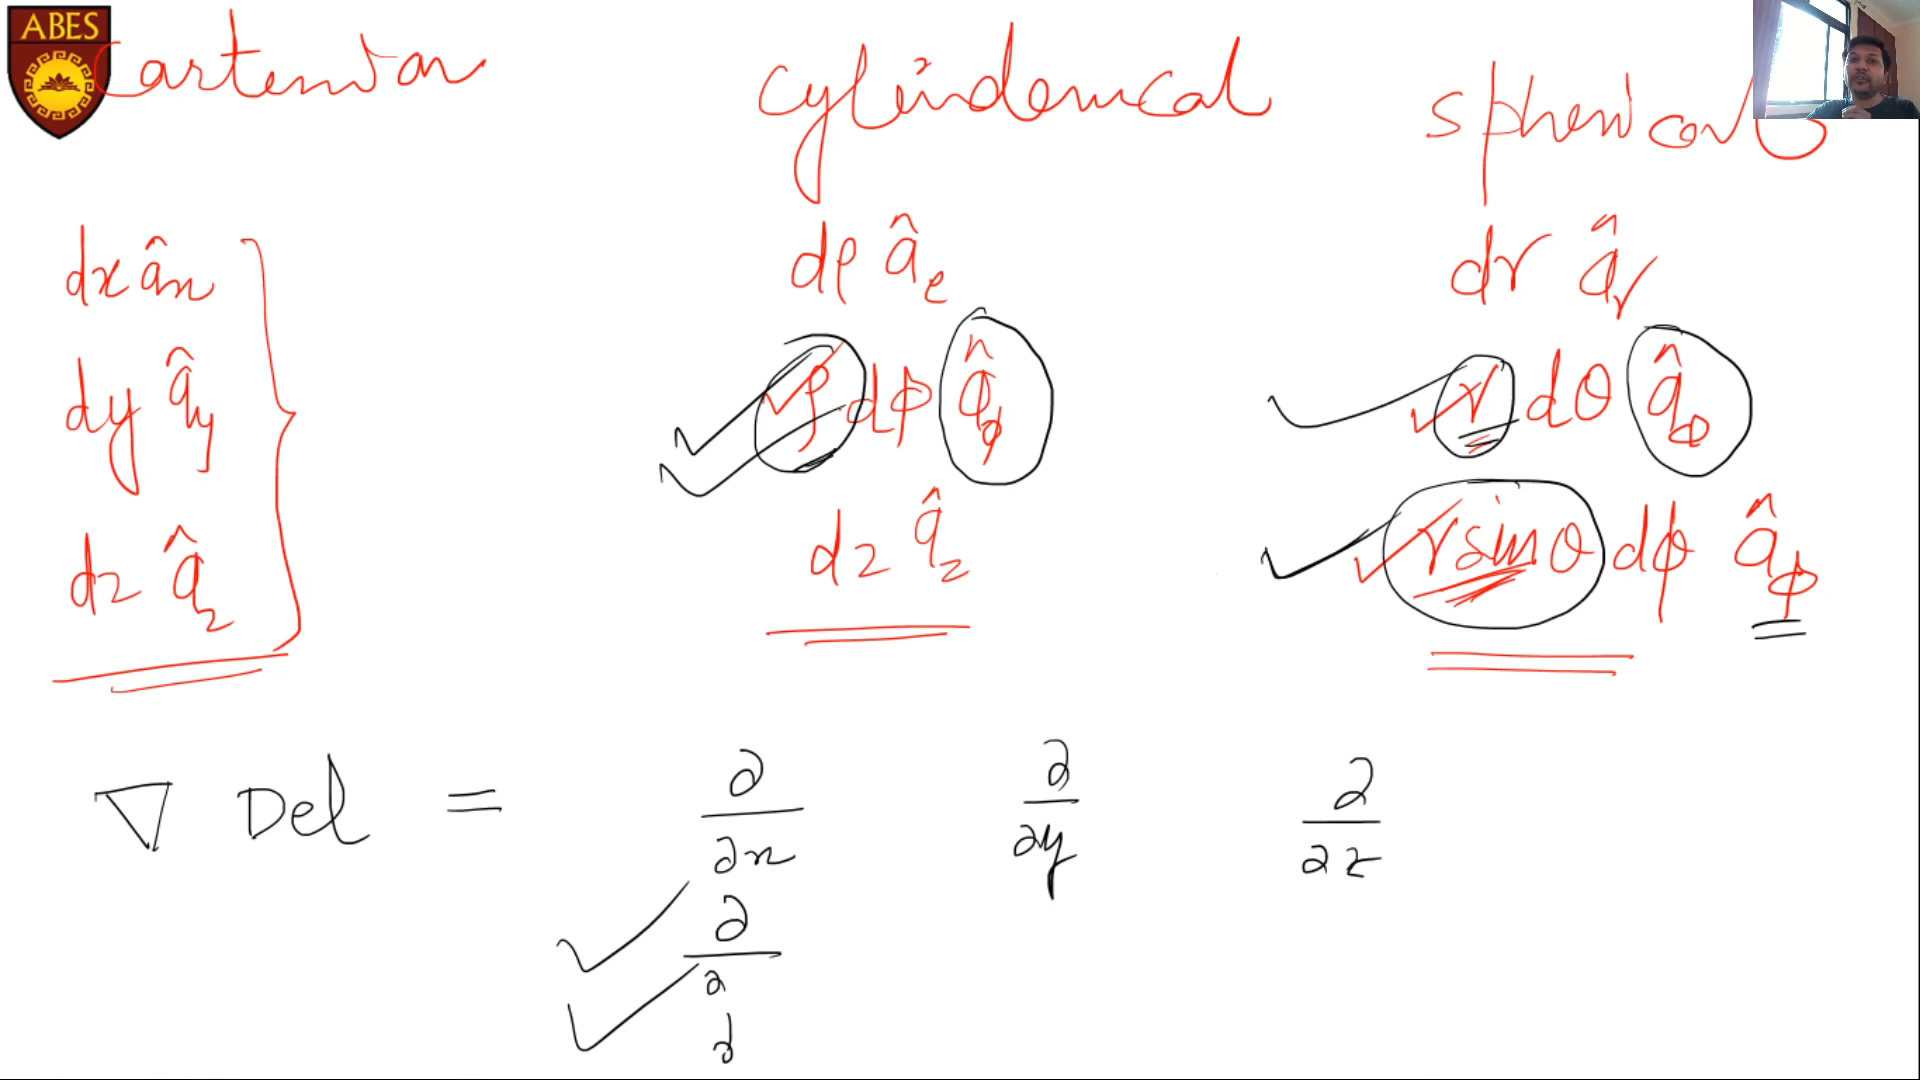 ABES
Cartesian cylinderical spherical
dx âx dρ âρ dr âr
dy ây ρ dϕ âϕ r dθ âθ
dz âz dz âz r sinθ dϕ âϕ
∇ Del = ∂/∂x ∂/∂y ∂/∂z
∂/∂
∂